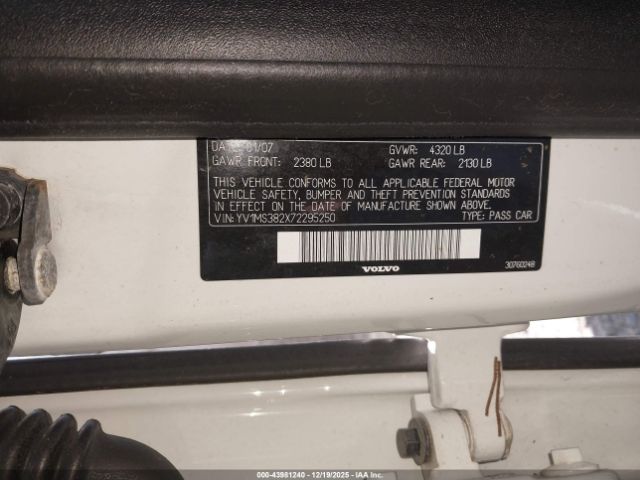 DATE: 01/07 GVWR: 4320 LB
GAWR FRONT: 2380 LB GAWR REAR: 2130 LB
THIS VEHICLE CONFORMS TO ALL APPLICABLE FEDERAL MOTOR
VEHICLE SAFETY, BUMPER AND THEFT PREVENTION STANDARDS
IN EFFECT ON THE DATE OF MANUFACTURE SHOWN ABOVE.
VIN:YV1MS382X72295250 TYPE: PASS CAR
VOLVO 30760248
000-43981240 - 12/19/2025 - IAAI.COM